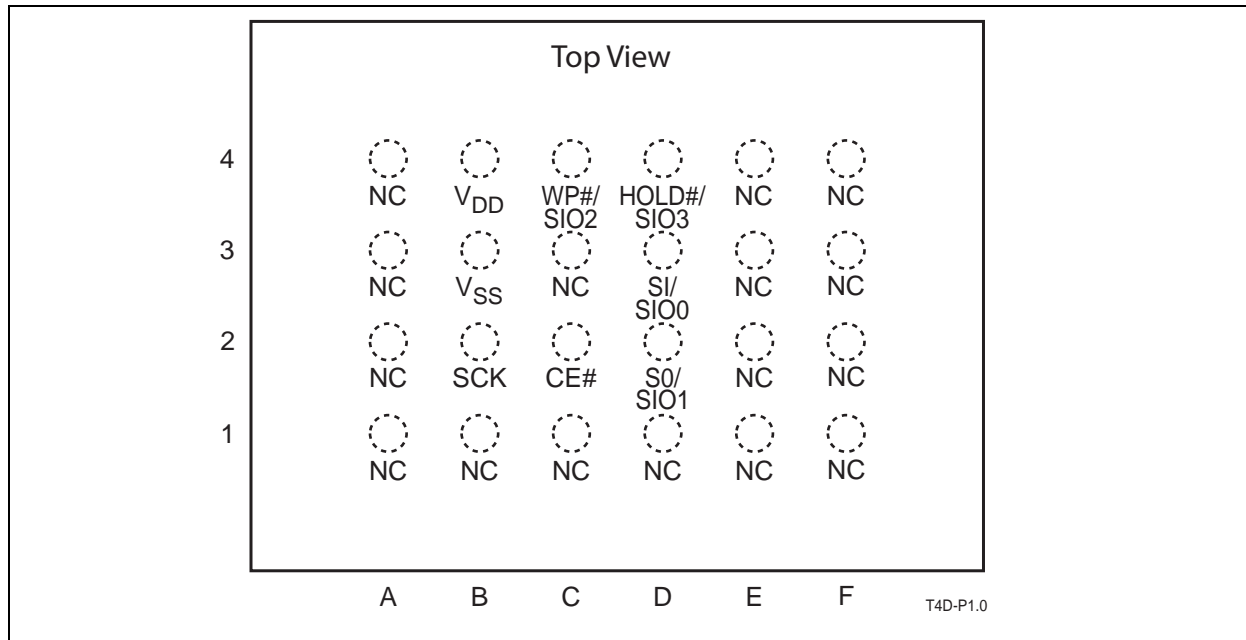 Top View
4
NC VDD WP#/ HOLD#/ NC NC
SIO2 SIO3
3
NC VSS NC SI/ NC NC
SIO0
2
NC SCK CE# S0/ NC NC
SIO1
1
NC NC NC NC NC NC
A B C D E F
T4D-P1.0